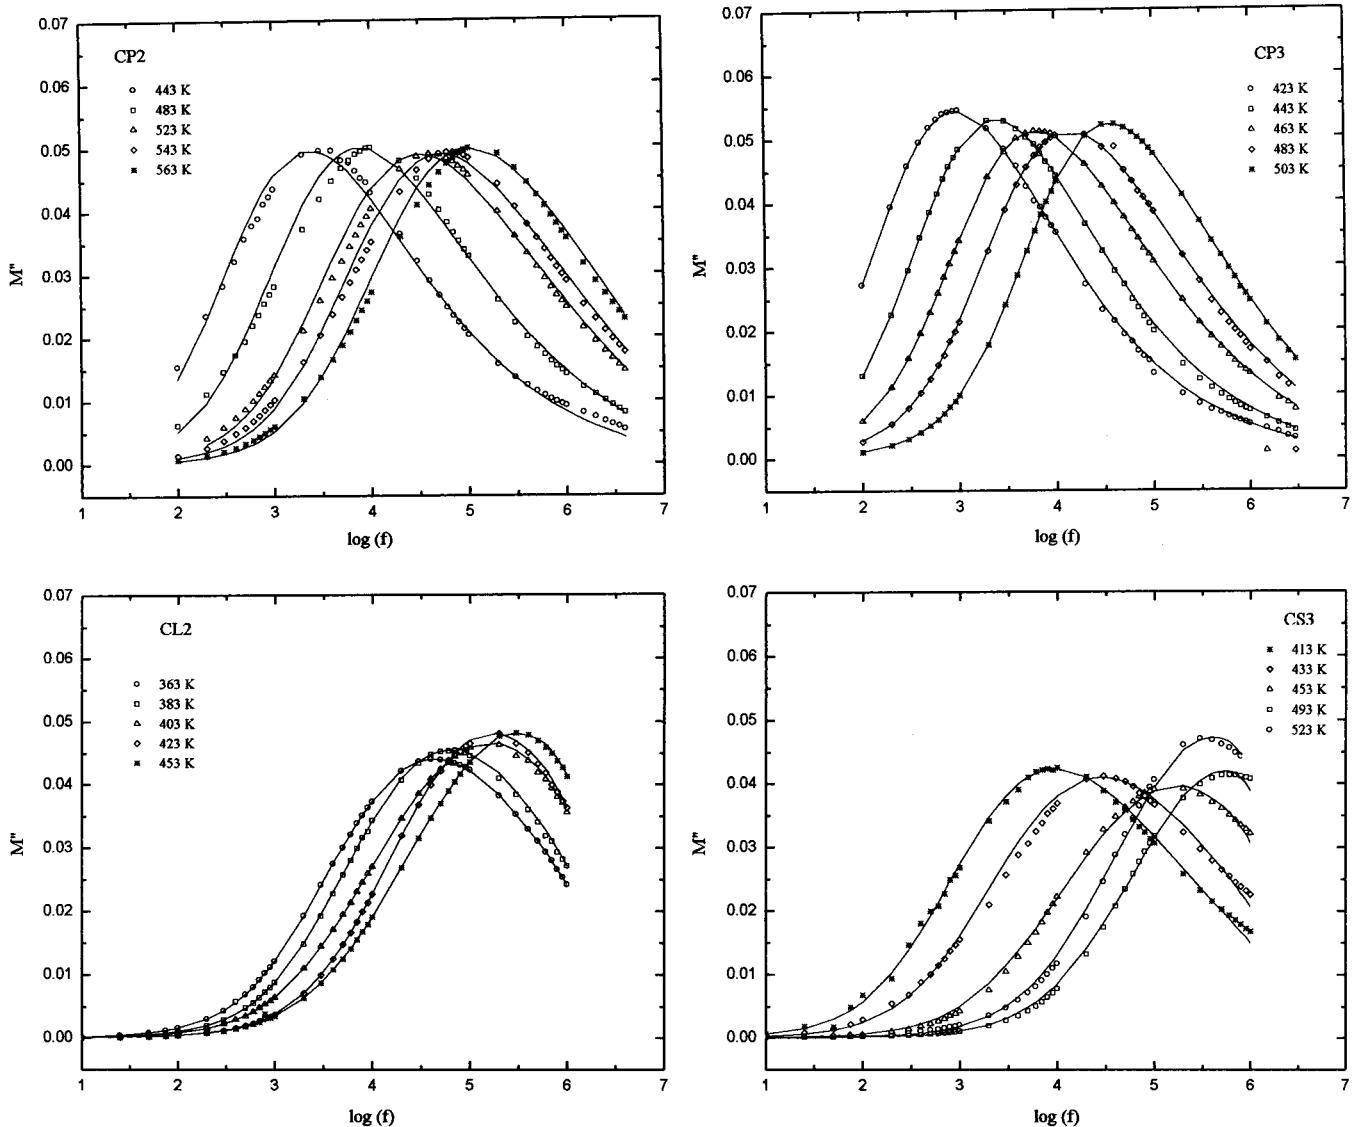 CP2
443 K
483 K
523 K
543 K
563 K
0.07
0.06
0.05
0.04
0.03
0.02
0.01
0.00
M"
1 2 3 4 5 6 7
log (f)
CP3
423 K
443 K
463 K
483 K
503 K
0.07
0.06
0.05
0.04
0.03
0.02
0.01
0.00
M"
1 2 3 4 5 6 7
log (f)
CL2
363 K
383 K
403 K
423 K
453 K
0.07
0.06
0.05
0.04
0.03
0.02
0.01
0.00
M"
1 2 3 4 5 6 7
log (f)
CS3
413 K
433 K
453 K
493 K
523 K
0.07
0.06
0.05
0.04
0.03
0.02
0.01
0.00
M"
1 2 3 4 5 6 7
log (f)